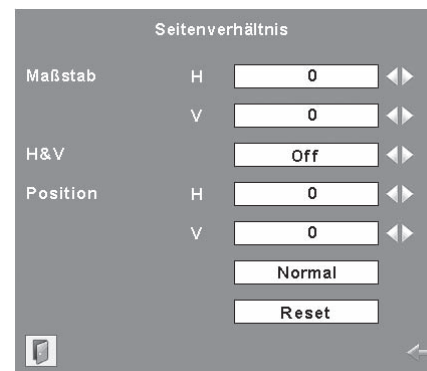 Seitenverhältnis
Maßstab H 0
V 0
H&V Off
Position H 0
V 0
Normal
Reset